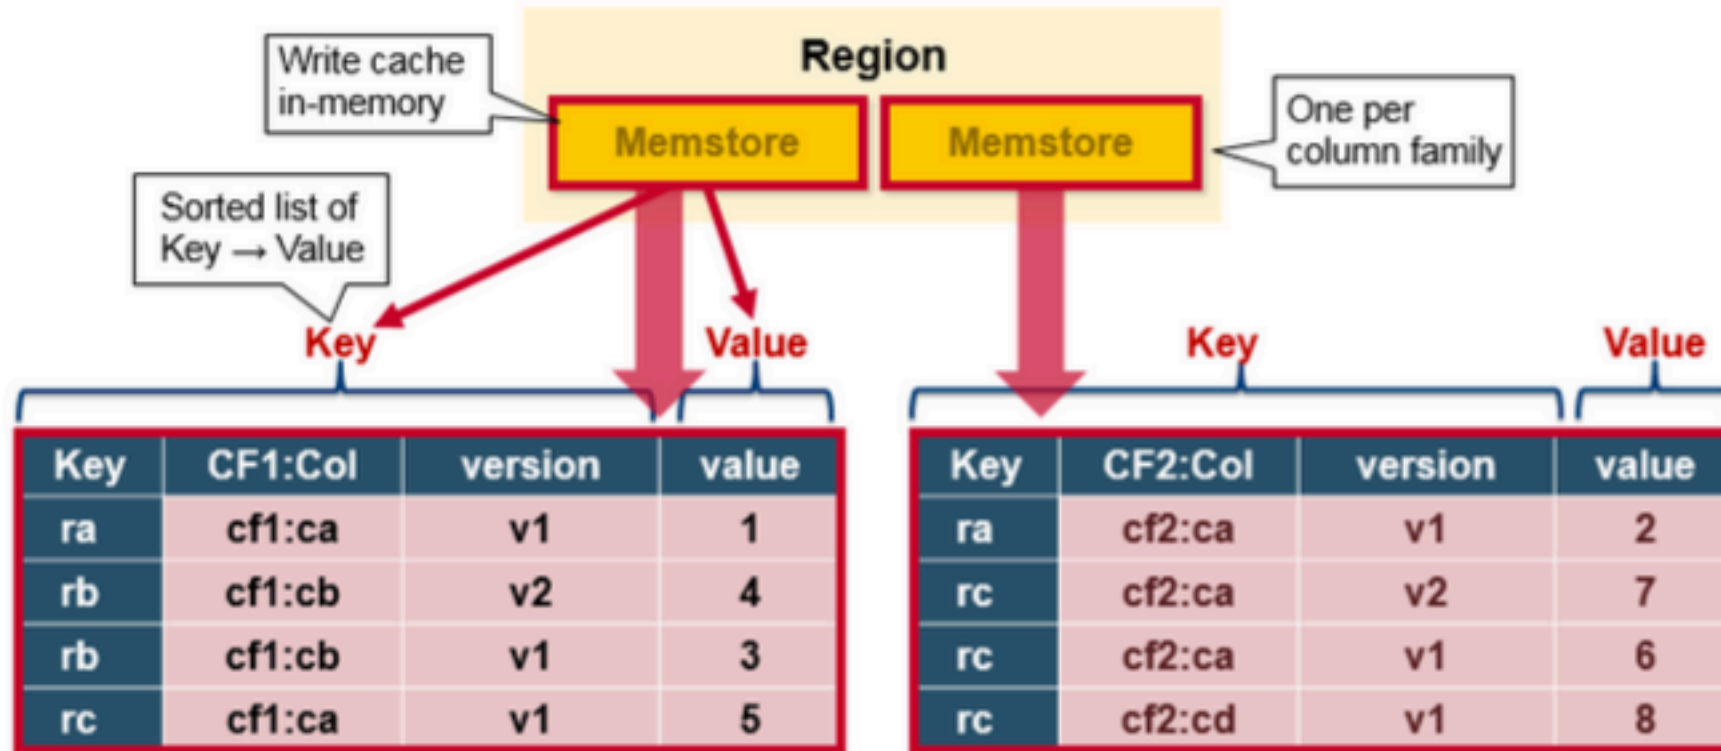 Region
Write cache
in-memory
Memstore
Memstore
One per
column family
Sorted list of
Key → Value
Key
Value
Key
Value
Key CF1:Col version value
ra cf1:ca v1 1
rb cf1:cb v2 4
rb cf1:cb v1 3
rc cf1:ca v1 5
Key CF2:Col version value
ra cf2:ca v1 2
rc cf2:ca v2 7
rc cf2:ca v1 6
rc cf2:cd v1 8